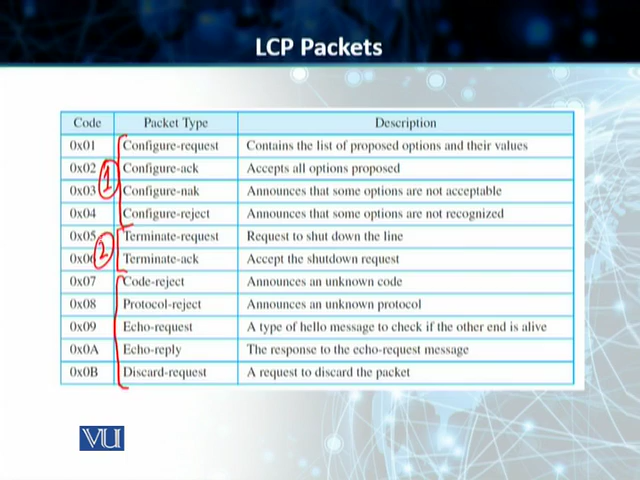 LCP Packets
Code Packet Type Description
0x01 Configure-request Contains the list of proposed options and their values
0x02 Configure-ack Accepts all options proposed
0x03 Configure-nak Announces that some options are not acceptable
0x04 Configure-reject Announces that some options are not recognized
0x05 Terminate-request Request to shut down the line
0x06 Terminate-ack Accept the shutdown request
0x07 Code-reject Announces an unknown code
0x08 Protocol-reject Announces an unknown protocol
0x09 Echo-request A type of hello message to check if the other end is alive
0x0A Echo-reply The response to the echo-request message
0x0B Discard-request A request to discard the packet
1
2
VU